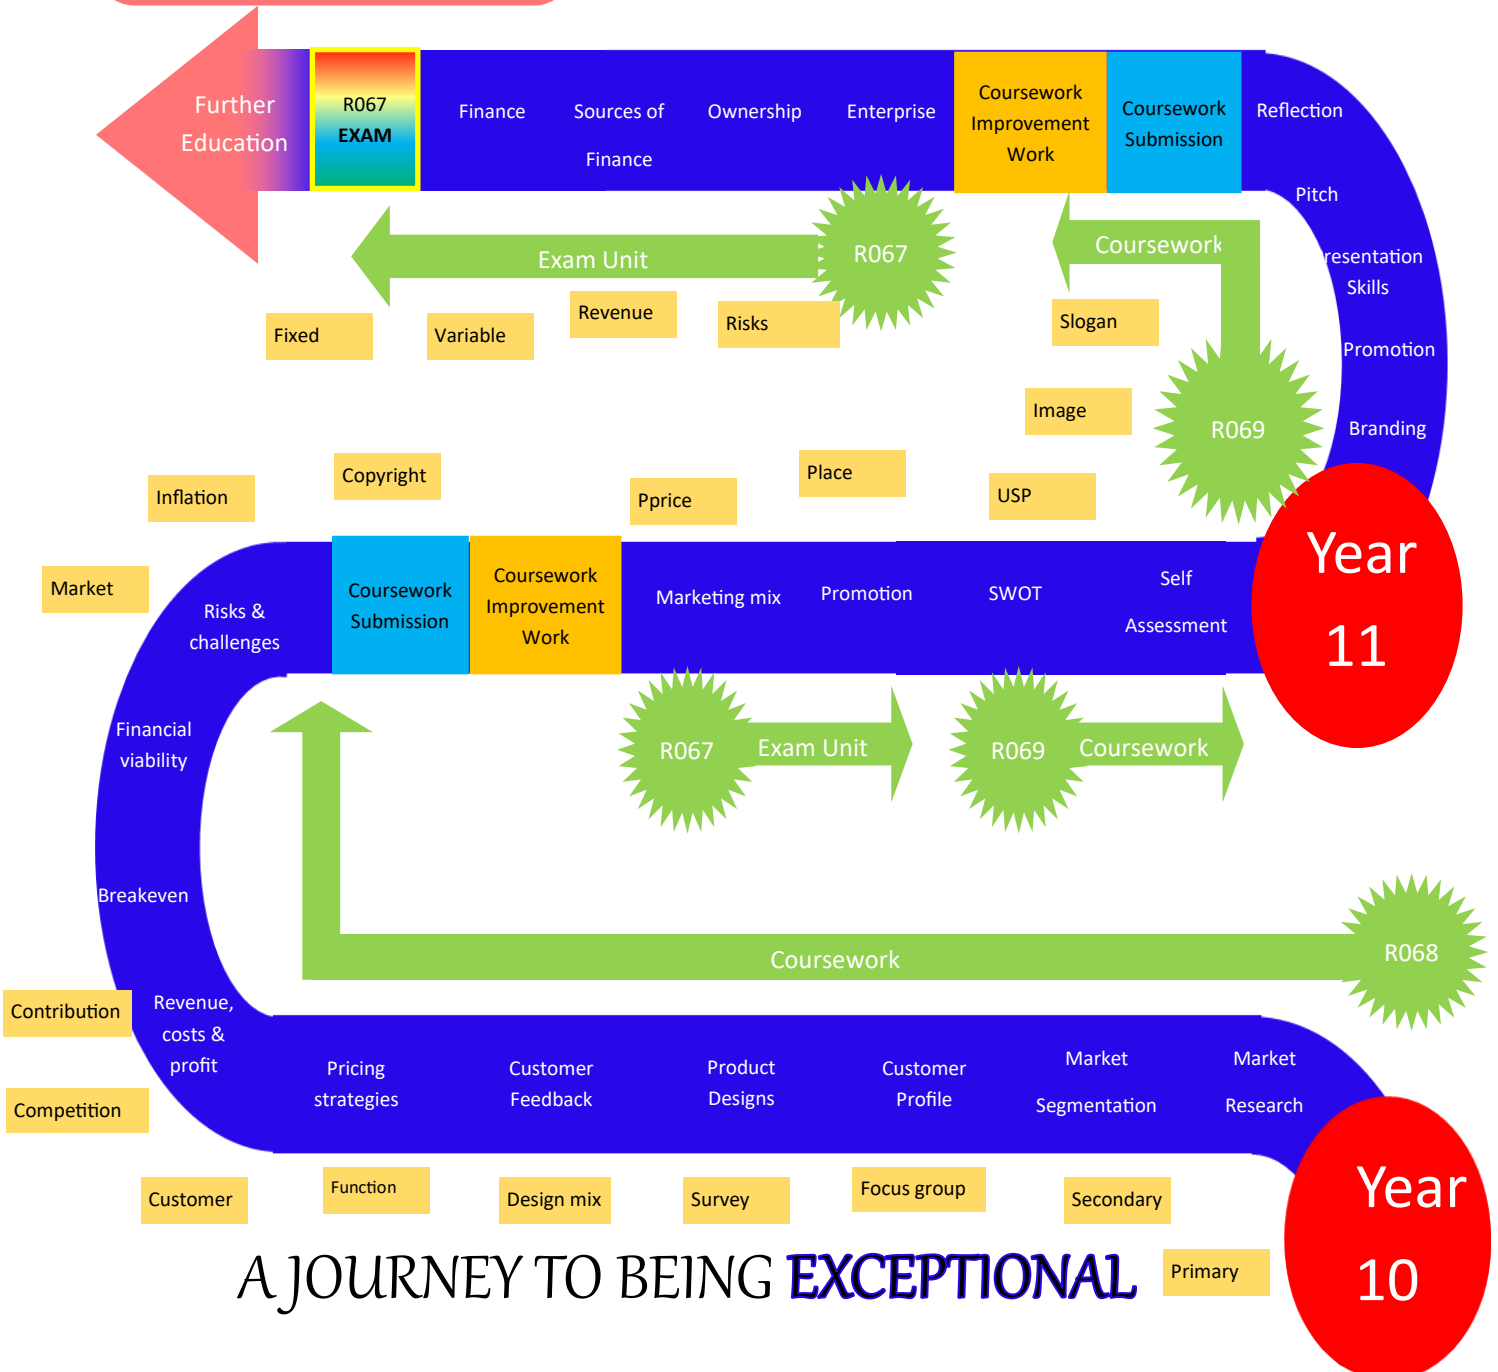 Further
Education
R067
EXAM
Finance
Sources of
Finance
Ownership
Enterprise
Coursework
Improvement
Work
Coursework
Submission
Reflection
Pitch
resentation
Skills
Promotion
Branding
Exam Unit
R067
Coursework
R069
Fixed
Variable
Revenue
Risks
Slogan
Image
Inflation
Copyright
Pprice
Place
USP
Market
Year
11
Risks &
challenges
Coursework
Submission
Coursework
Improvement
Work
Marketing mix
Promotion
SWOT
Self
Assessment
R067
Exam Unit
R069
Coursework
Financial
viability
Breakeven
Coursework
R068
Contribution
Revenue,
costs &
profit
Competition
Pricing
strategies
Customer
Feedback
Product
Designs
Customer
Profile
Market
Segmentation
Market
Research
Year
10
Customer
Function
Design mix
Survey
Focus group
Secondary
Primary
A JOURNEY TO BEING EXCEPTIONAL